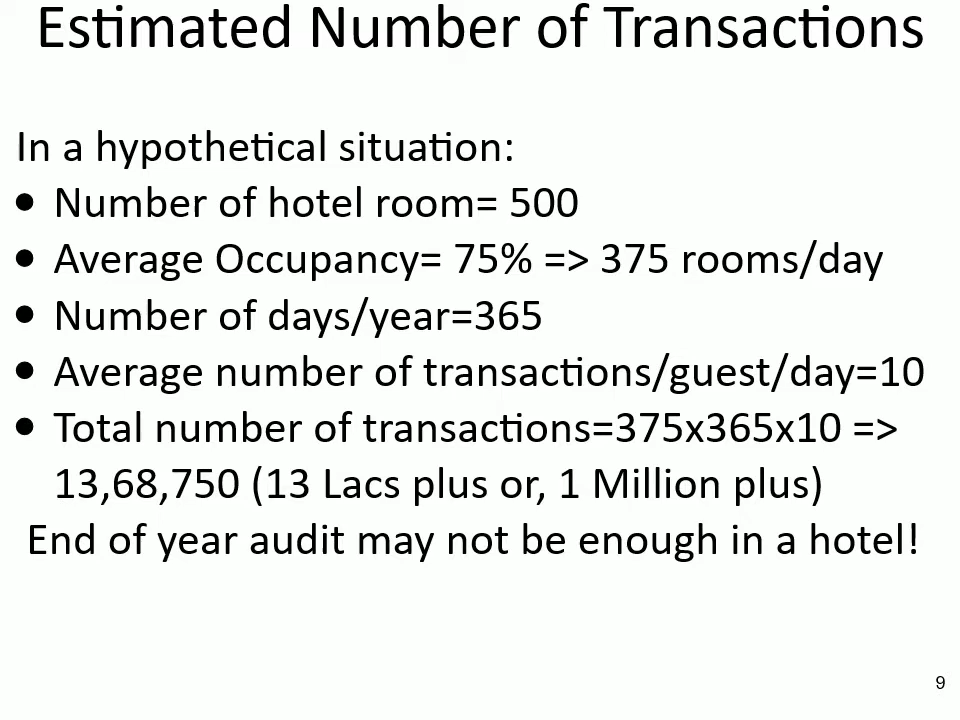 Estimated Number of Transactions
In a hypothetical situation:
• Number of hotel room= 500
• Average Occupancy= 75% => 375 rooms/day
• Number of days/year=365
• Average number of transactions/guest/day=10
• Total number of transactions=375x365x10 =>
13,68,750 (13 Lacs plus or, 1 Million plus)
End of year audit may not be enough in a hotel!
9